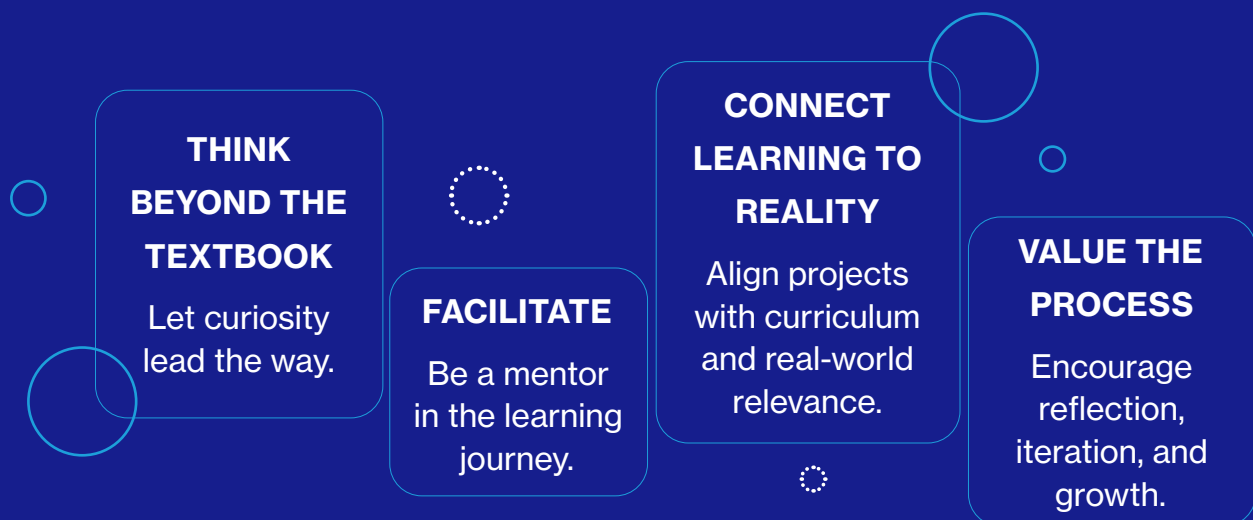 THINK
BEYOND THE
TEXTBOOK
Let curiosity
lead the way.
FACILITATE
Be a mentor
in the learning
journey.
CONNECT
LEARNING TO
REALITY
Align projects
with curriculum
and real-world
relevance.
VALUE THE
PROCESS
Encourage
reflection,
iteration, and
growth.